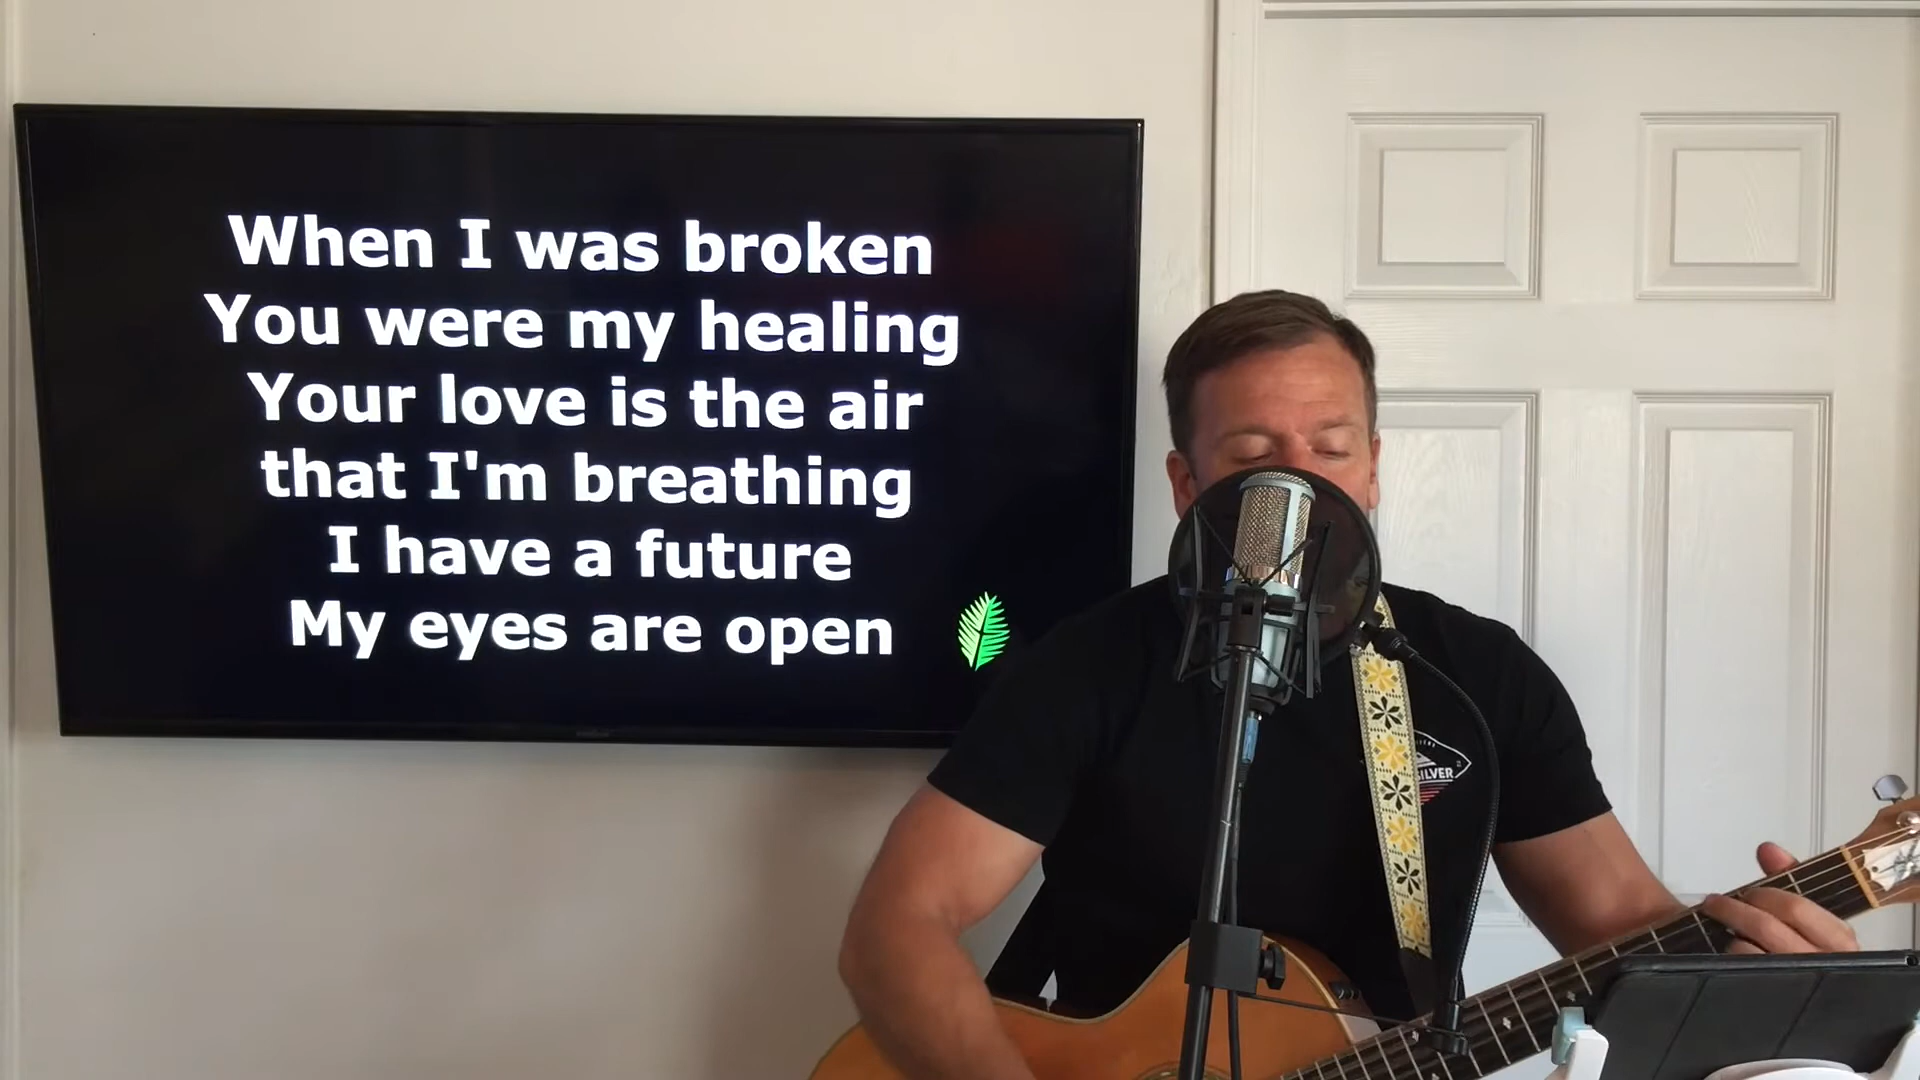 When I was broken
You were my healing
Your love is the air
that I'm breathing
I have a future
My eyes are open
SILVER